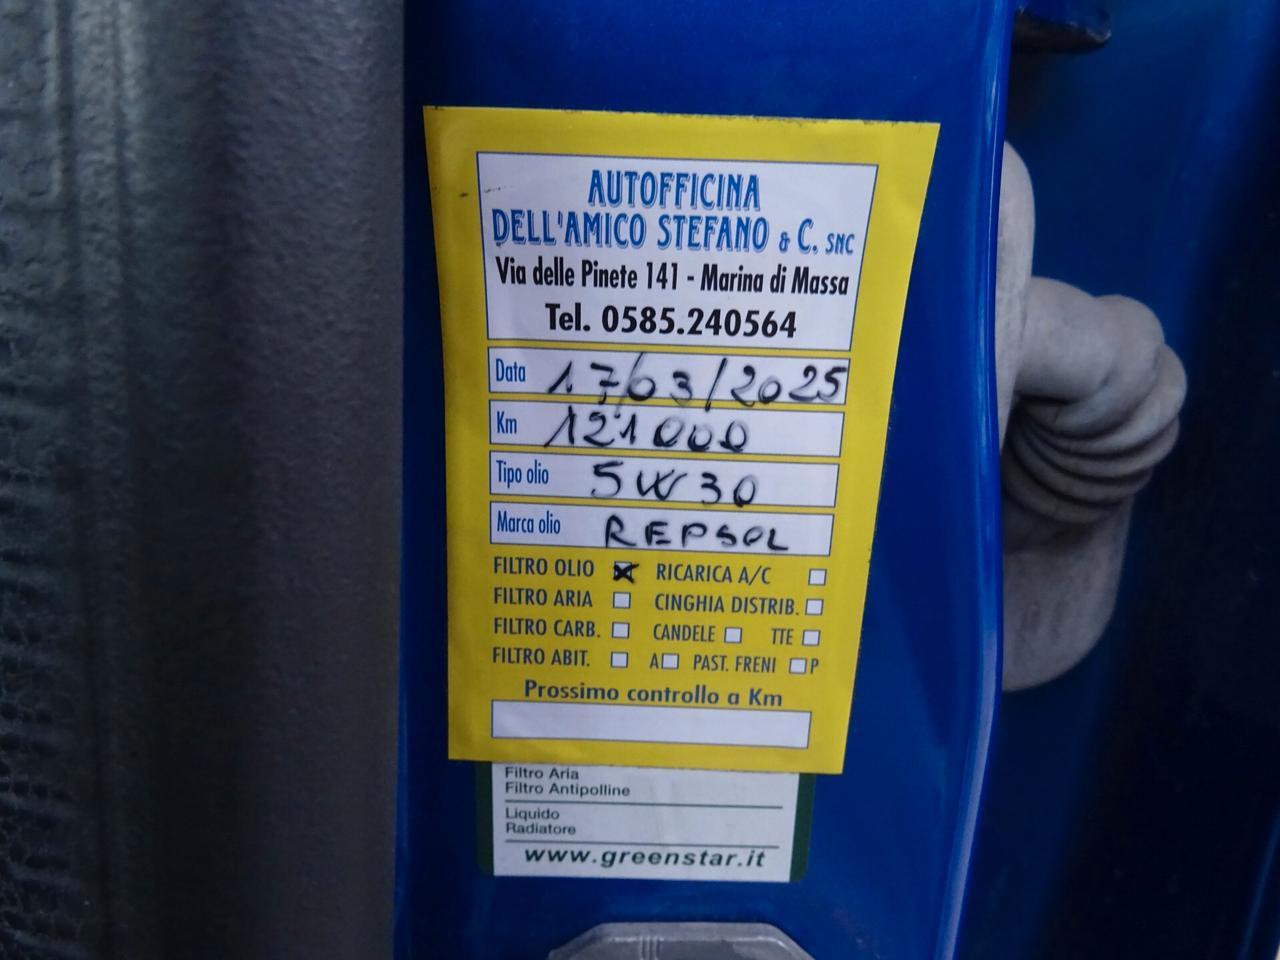 AUTOFFICINA
DELL'AMICO STEFANO & C. SNC
Via delle Pinete 141 - Marina di Massa
Tel. 0585.240564
Data 17/03/2025
Km 121000
Tipo olio 5W30
Marca olio REPSOL
FILTRO OLIO RICARICA A/C
FILTRO ARIA CINGHIA DISTRIB.
FILTRO CARB. CANDELE TTE
FILTRO ABIT. A PAST. FRENI P
Prossimo controllo a Km
Filtro Aria
Filtro Antipolline
Liquido
Radiatore
www.greenstar.it